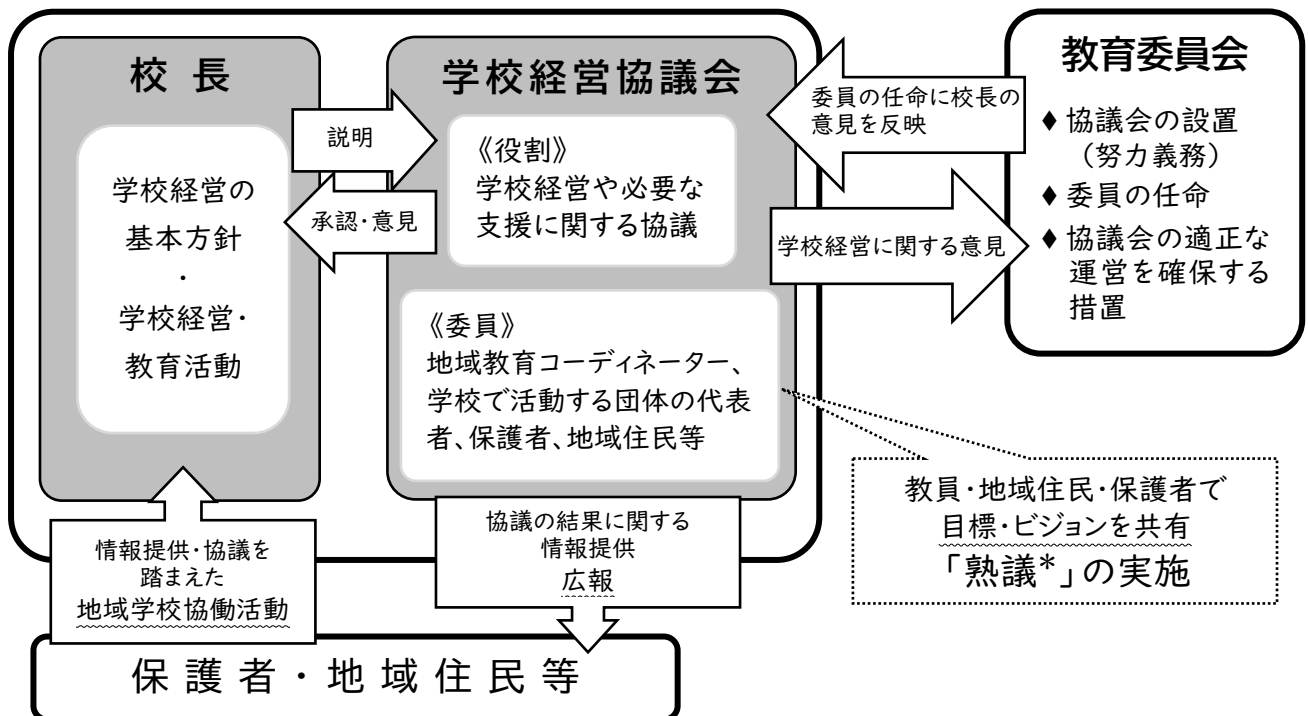 校長
学校経営の
基本方針
・
学校経営・
教育活動
説明
承認・意見
学校経営協議会
《役割》
学校経営や必要な
支援に関する協議
《委員》
地域教育コーディネーター、
学校で活動する団体の代表
者、保護者、地域住民等
委員の任命に校長の
意見を反映
学校経営に関する意見
教育委員会
♦ 協議会の設置
（努力義務）
♦ 委員の任命
♦ 協議会の適正な
運営を確保する
措置
教員・地域住民・保護者で
目標・ビジョンを共有
「熟議*」の実施
情報提供・協議を
踏まえた
地域学校協働活動
協議の結果に関する
情報提供
広報
保護者・地域住民等